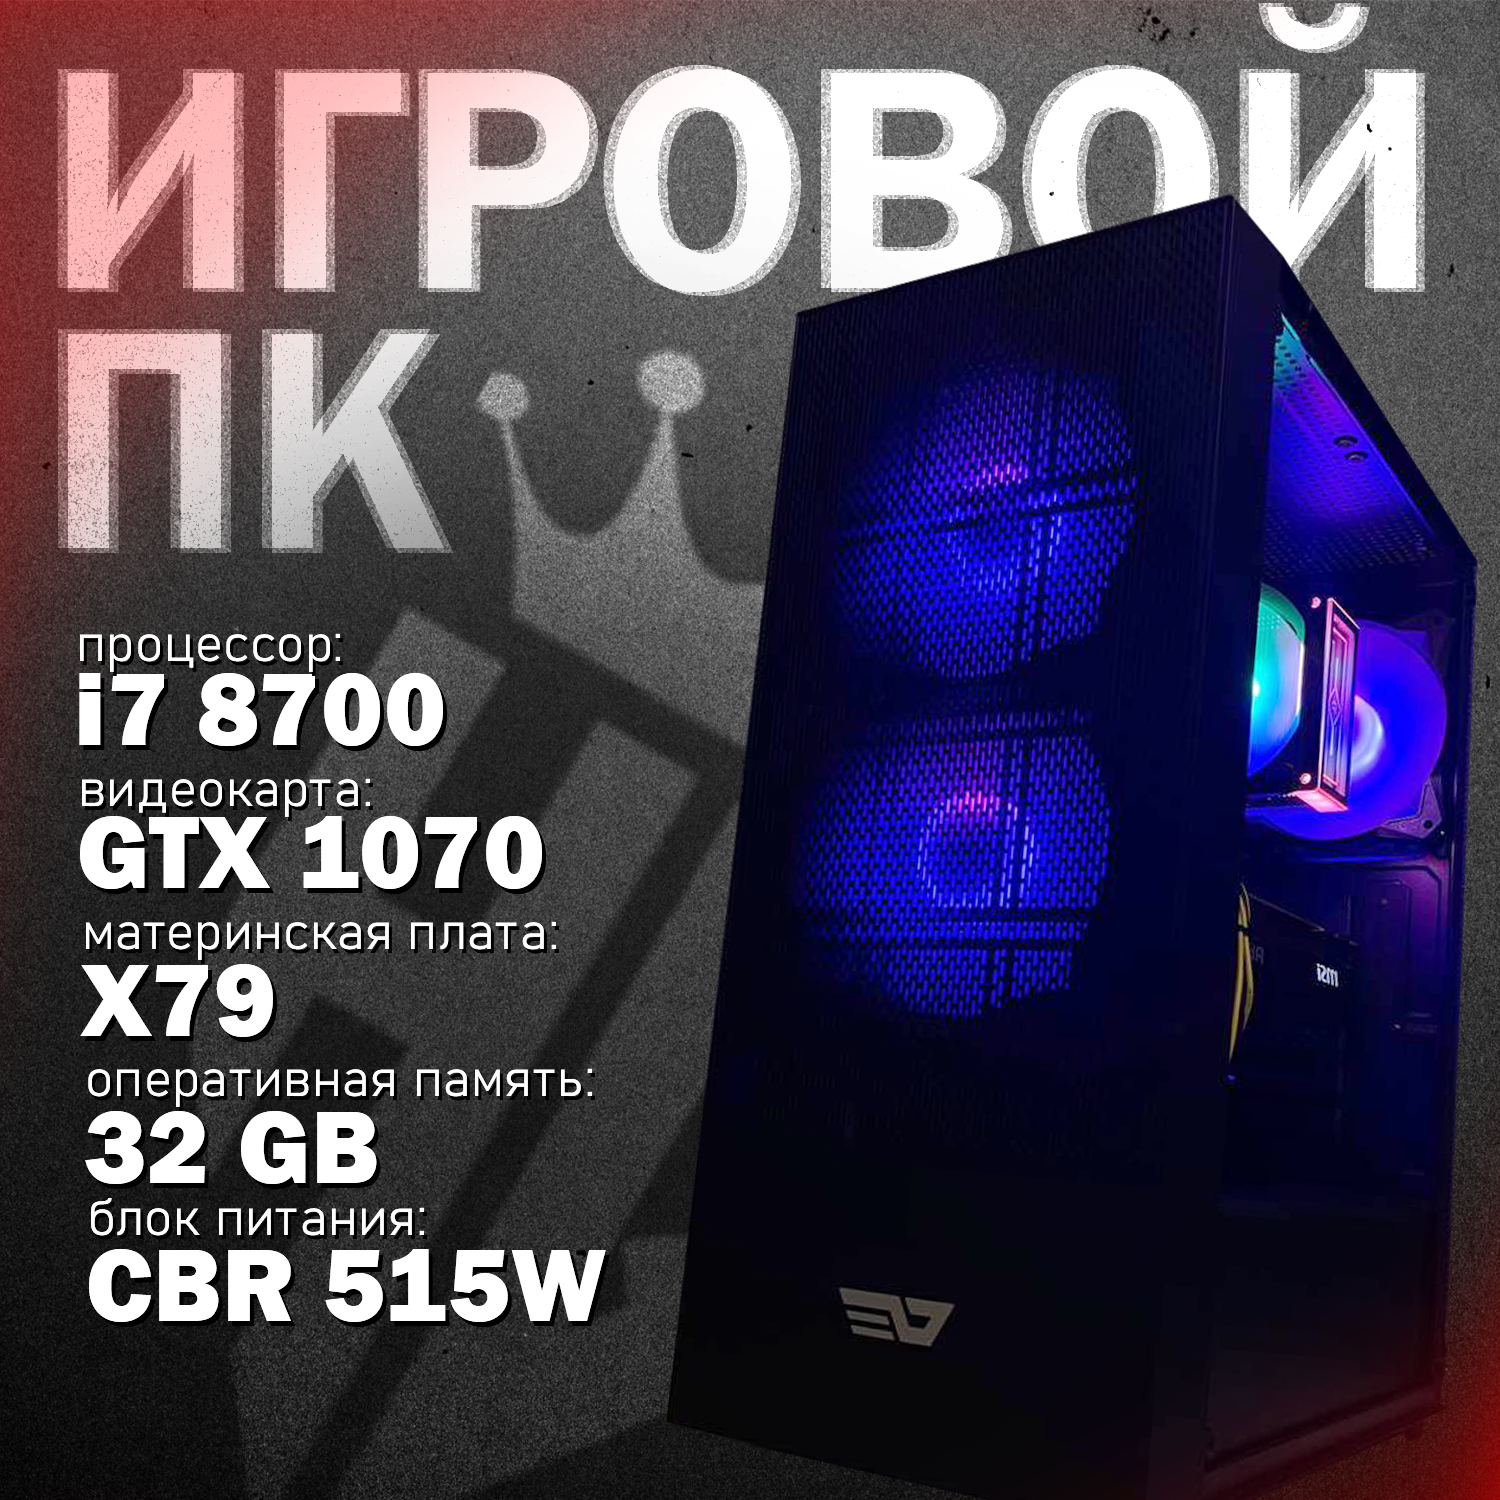 ИГРОВОЙ
ПК
процессор:
i7 8700
видеокарта:
GTX 1070
материнская плата:
X79
оперативная память:
32 GB
блок питания:
CBR 515W
msi